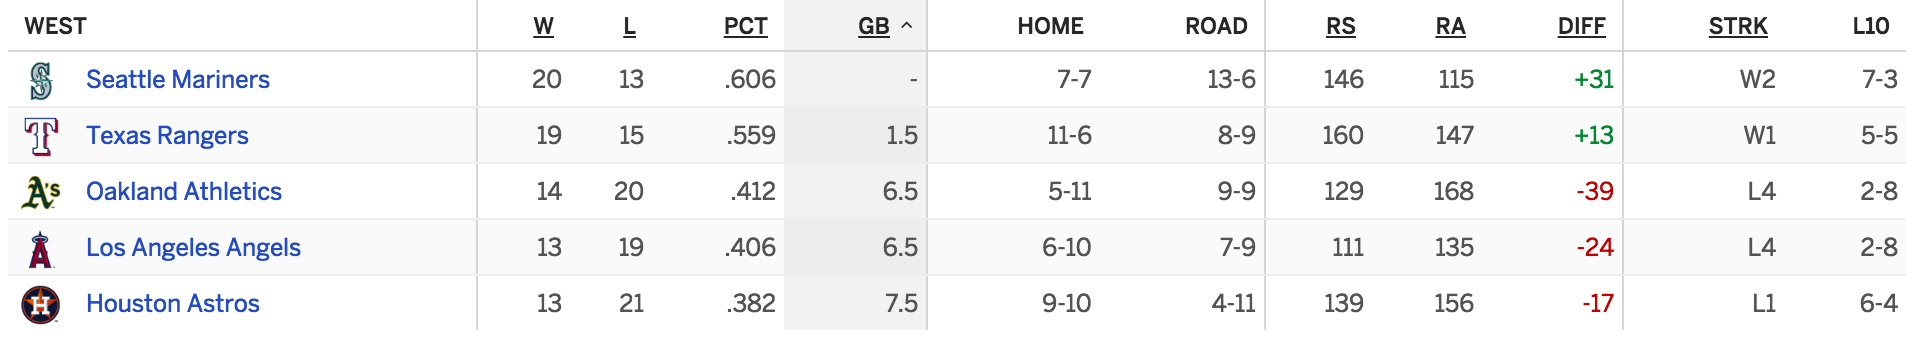 WEST W L PCT GB ^ HOME ROAD RS RA DIFF STRK L10
Seattle Mariners 20 13 .606 - 7-7 13-6 146 115 +31 W2 7-3
Texas Rangers 19 15 .559 1.5 11-6 8-9 160 147 +13 W1 5-5
Oakland Athletics 14 20 .412 6.5 5-11 9-9 129 168 -39 L4 2-8
Los Angeles Angels 13 19 .406 6.5 6-10 7-9 111 135 -24 L4 2-8
Houston Astros 13 21 .382 7.5 9-10 4-11 139 156 -17 L1 6-4